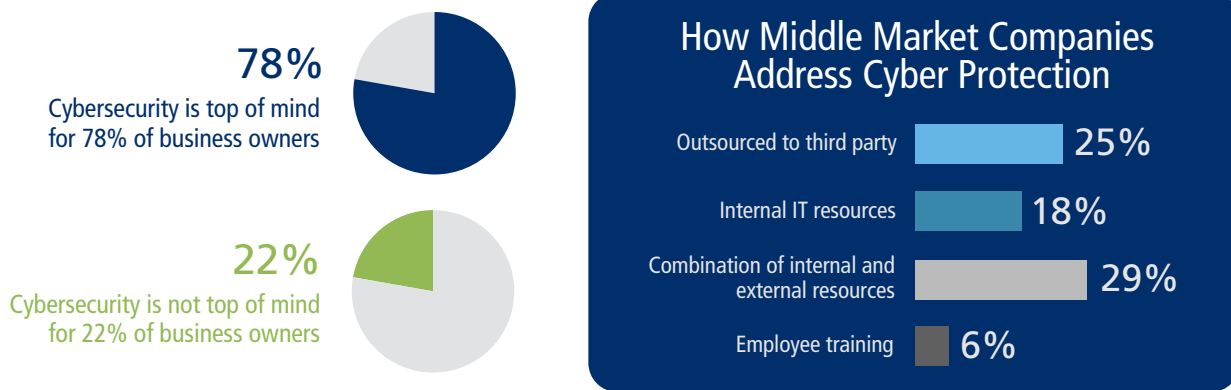 78%
Cybersecurity is top of mind
for 78% of business owners
22%
Cybersecurity is not top of mind
for 22% of business owners
How Middle Market Companies
Address Cyber Protection
Outsourced to third party 25%
Internal IT resources 18%
Combination of internal and
external resources 29%
Employee training 6%